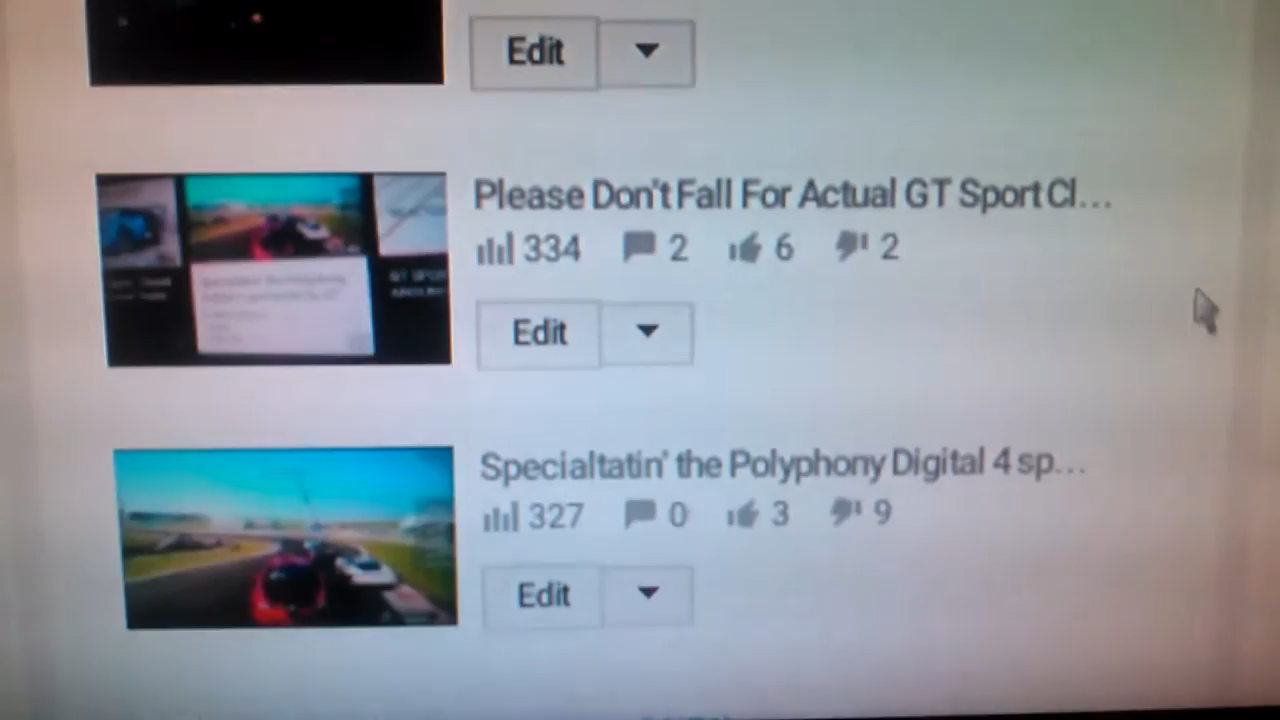 Edit
Please Don't Fall For Actual GT Sport Cl...
334 2 6 2
Edit
Specialtatin' the Polyphony Digital 4 sp...
327 0 3 9
Edit